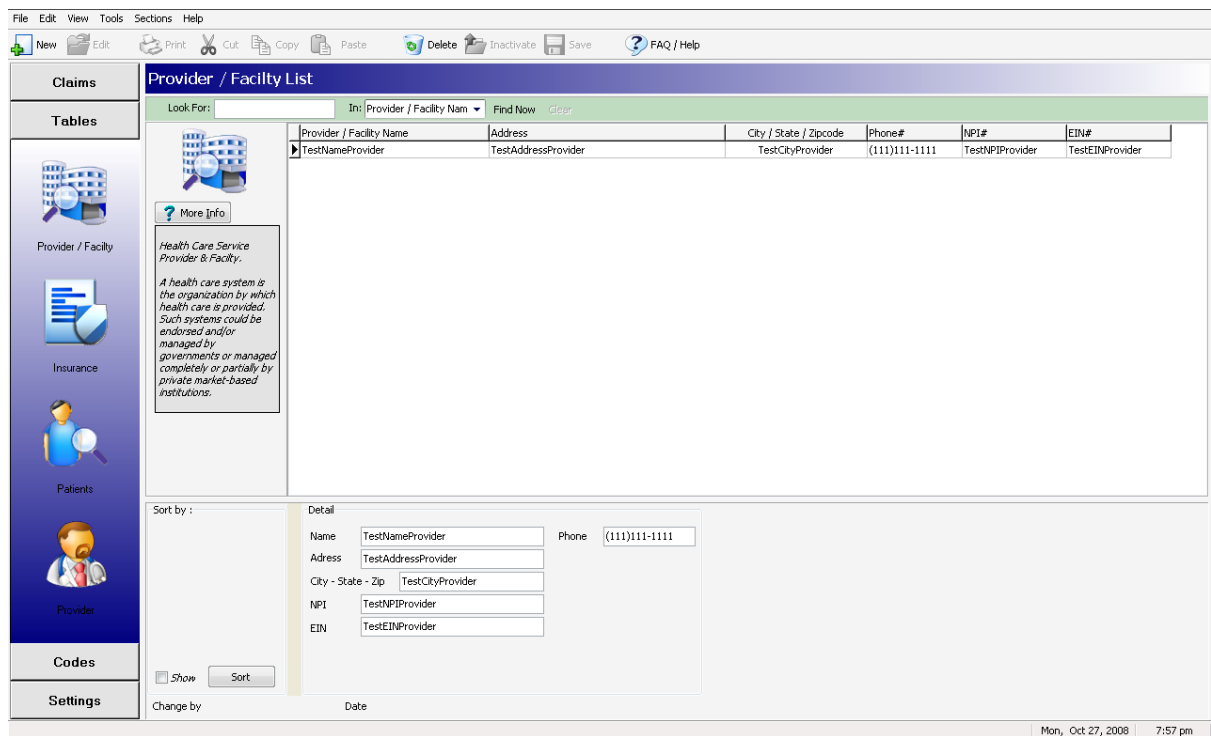 File Edit View Tools Sections Help
New Edit Print Cut Copy Paste Delete Inactivate Save FAQ / Help
Claims
Tables
Provider / Facilty
Insurance
Patients
Provider
Codes
Settings
Provider / Facilty List
Look For: In: Provider / Facility Nam Find Now Clear
Provider / Facility Name Address City / State / Zipcode Phone# NPI# EIN#
TestNameProvider TestAddressProvider TestCityProvider (111)111-1111 TestNPIProvider TestEINProvider
? More Info
Health Care Service
Provider & Facilty.
A health care system is
the organization by which
health care is provided.
Such systems could be
endorsed and/or
managed by
governments or managed
completely or partially by
private market-based
institutions.
Sort by :
Show Sort
Detail
Name TestNameProvider Phone (111)111-1111
Adress TestAddressProvider
City - State - Zip TestCityProvider
NPI TestNPIProvider
EIN TestEINProvider
Change by Date
Mon, Oct 27, 2008 7:57 pm